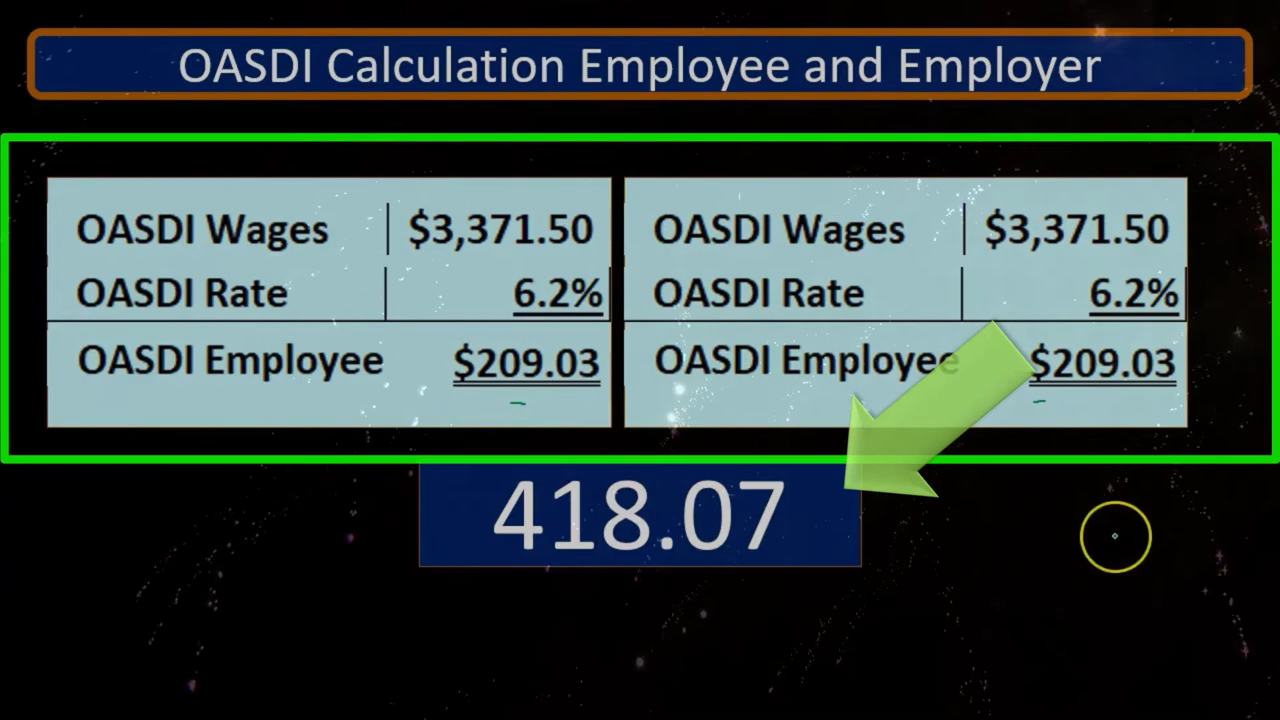 OASDI Calculation Employee and Employer
OASDI Wages $3,371.50
OASDI Rate 6.2%
OASDI Employee $209.03
OASDI Wages $3,371.50
OASDI Rate 6.2%
OASDI Employee $209.03
418.07